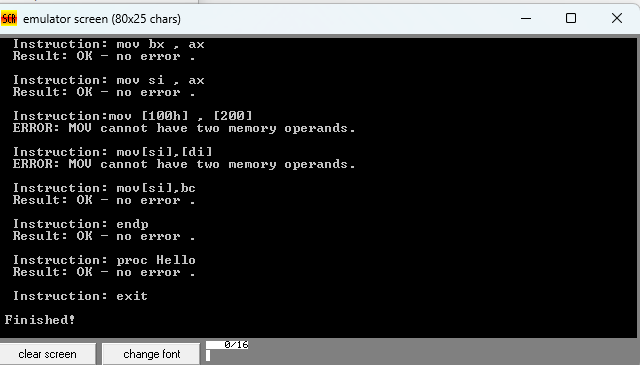 SCR emulator screen (80x25 chars)
Instruction: mov bx , ax
Result: OK - no error .
Instruction: mov si , ax
Result: OK - no error .
Instruction:mov [100h] , [200]
ERROR: MOV cannot have two memory operands.
Instruction: mov[si],[di]
ERROR: MOV cannot have two memory operands.
Instruction: mov[si],bc
Result: OK - no error .
Instruction: endp
Result: OK - no error .
Instruction: proc Hello
Result: OK - no error .
Instruction: exit
Finished!
clear screen change font 0/16